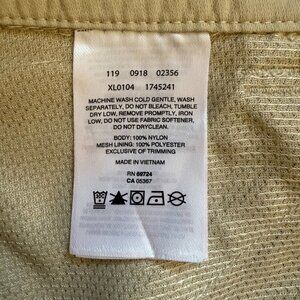 119 0918 02356
XL0104 1745241
MACHINE WASH COLD GENTLE, WASH
SEPARATELY, DO NOT BLEACH, TUMBLE
DRY LOW, REMOVE PROMPTLY, IRON
LOW, DO NOT USE FABRIC SOFTENER,
DO NOT DRYCLEAN.
BODY: 100% NYLON
MESH LINING: 100% POLYESTER
EXCLUSIVE OF TRIMMING
MADE IN VIETNAM
RN 69724
CA 05367